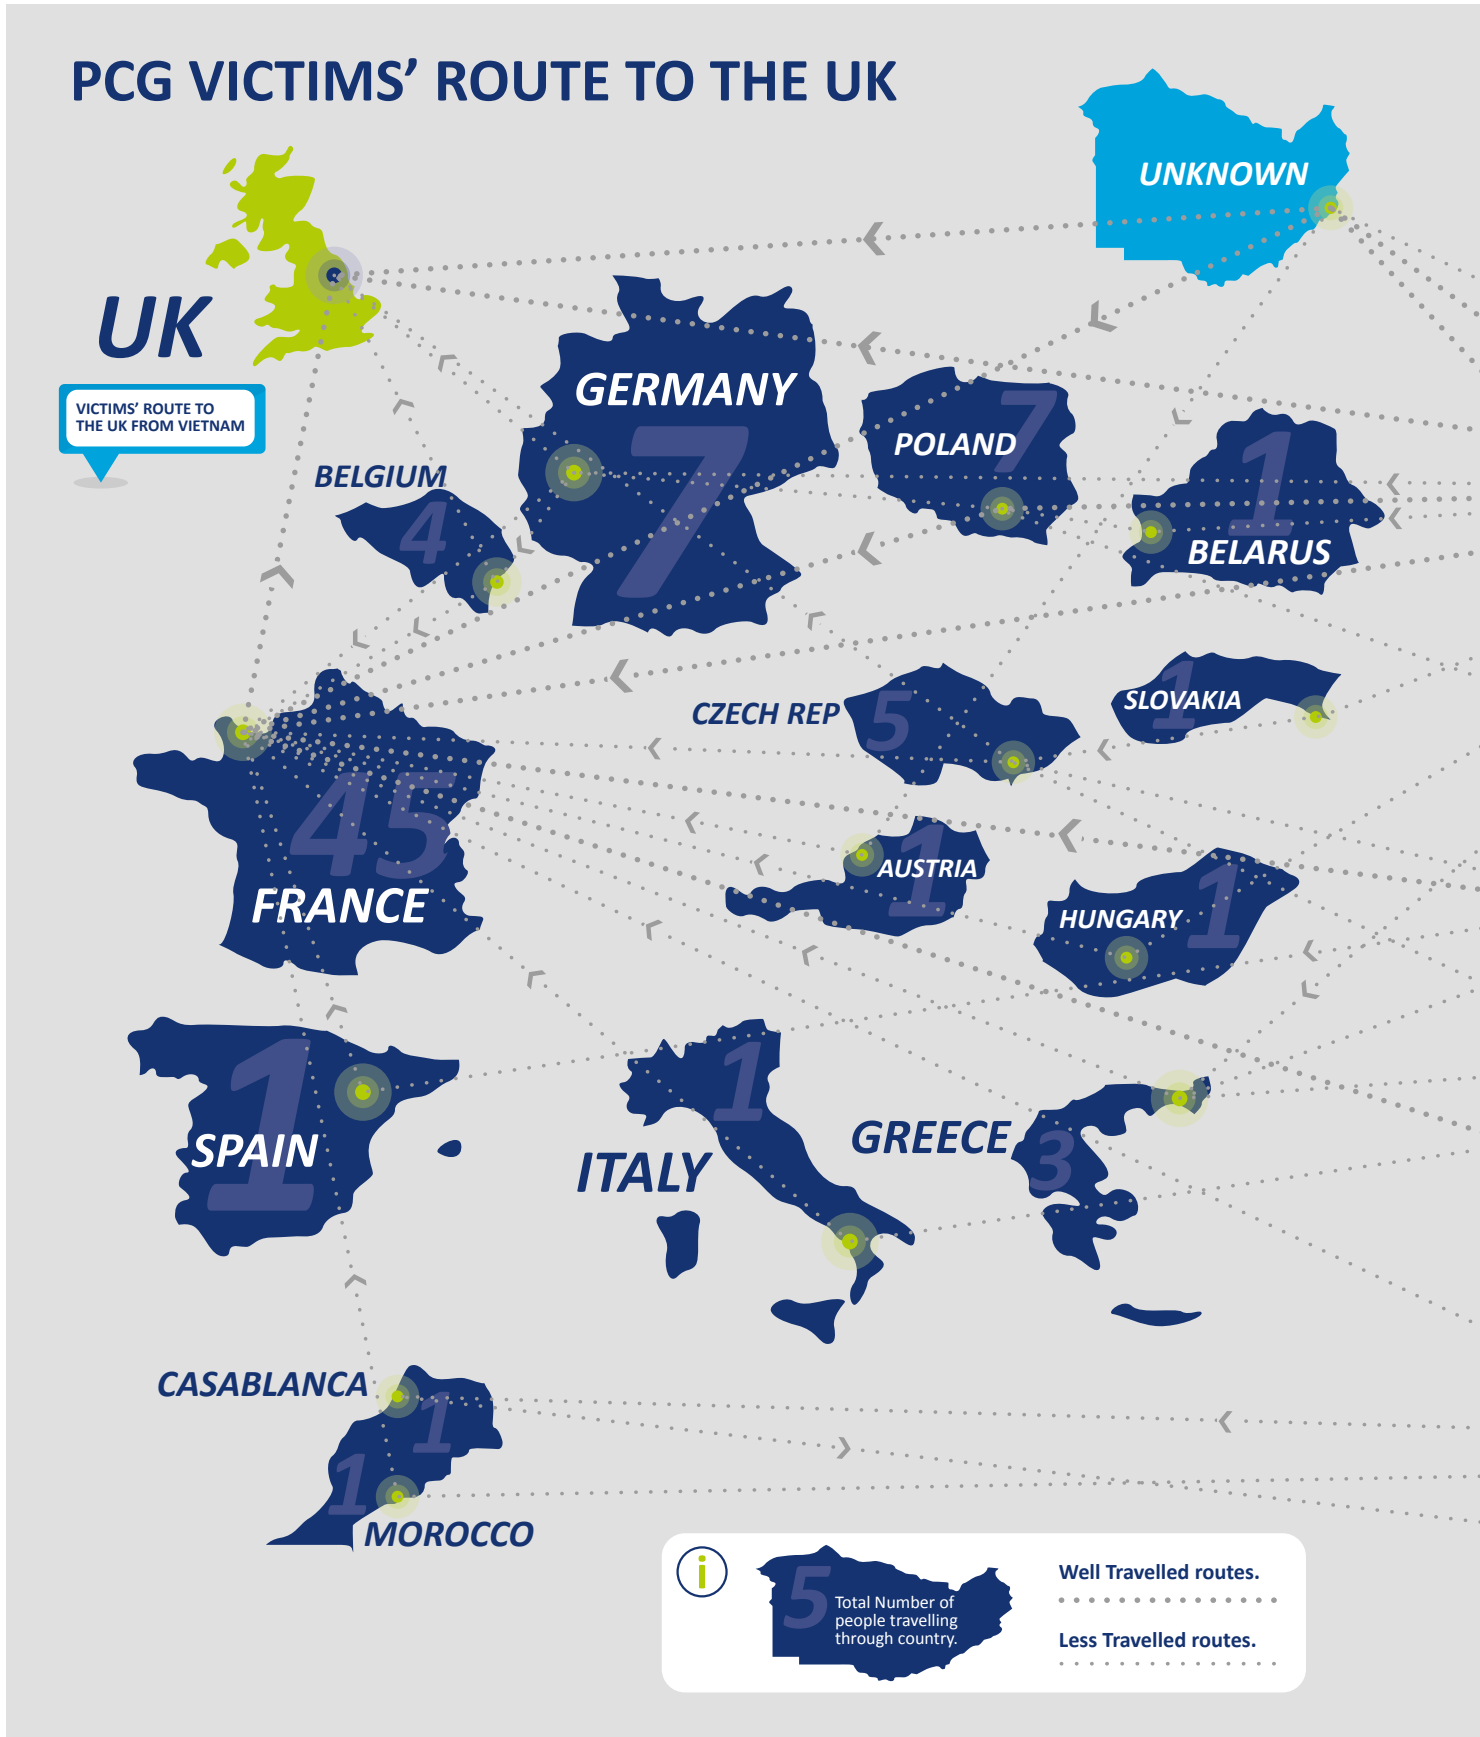 PCG VICTIMS’ ROUTE TO THE UK
UNKNOWN
UK
VICTIMS’ ROUTE TO
THE UK FROM VIETNAM
GERMANY
7
POLAND
7
BELGIUM
4
BELARUS
1
CZECH REP
5
SLOVAKIA
1
45
FRANCE
AUSTRIA
1
HUNGARY
1
SPAIN
1
ITALY
1
GREECE
3
CASABLANCA
1
1
MOROCCO
i
5
Total Number of
people travelling
through country.
Well Travelled routes.
Less Travelled routes.